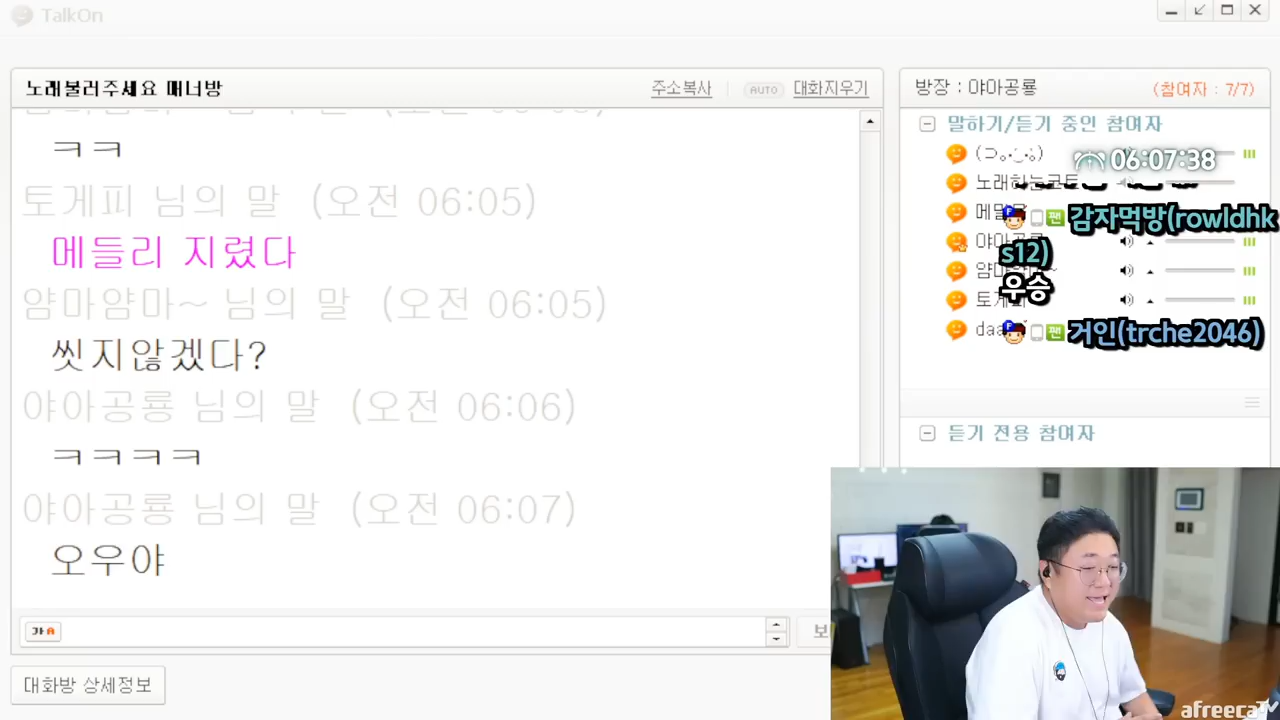 TalkOn
노래불러주세요 매너방
주소복사
AUTO
대화지우기
ㅋㅋ
토게피 님의 말 (오전 06:05)
메들리 지렸다
얌마얌마~ 님의 말 (오전 06:05)
씻지않겠다?
야아공룡 님의 말 (오전 06:06)
ㅋㅋㅋㅋ
야아공룡 님의 말 (오전 06:07)
오우야
가
대화방 상세정보
방장 : 야아공룡
(참여자 : 7/7)
말하기/듣기 중인 참여자
06:07:38
노래하는코트
감자먹방(rowldhks12)
우승
거인(trche2046)
듣기 전용 참여자
afreecaTV